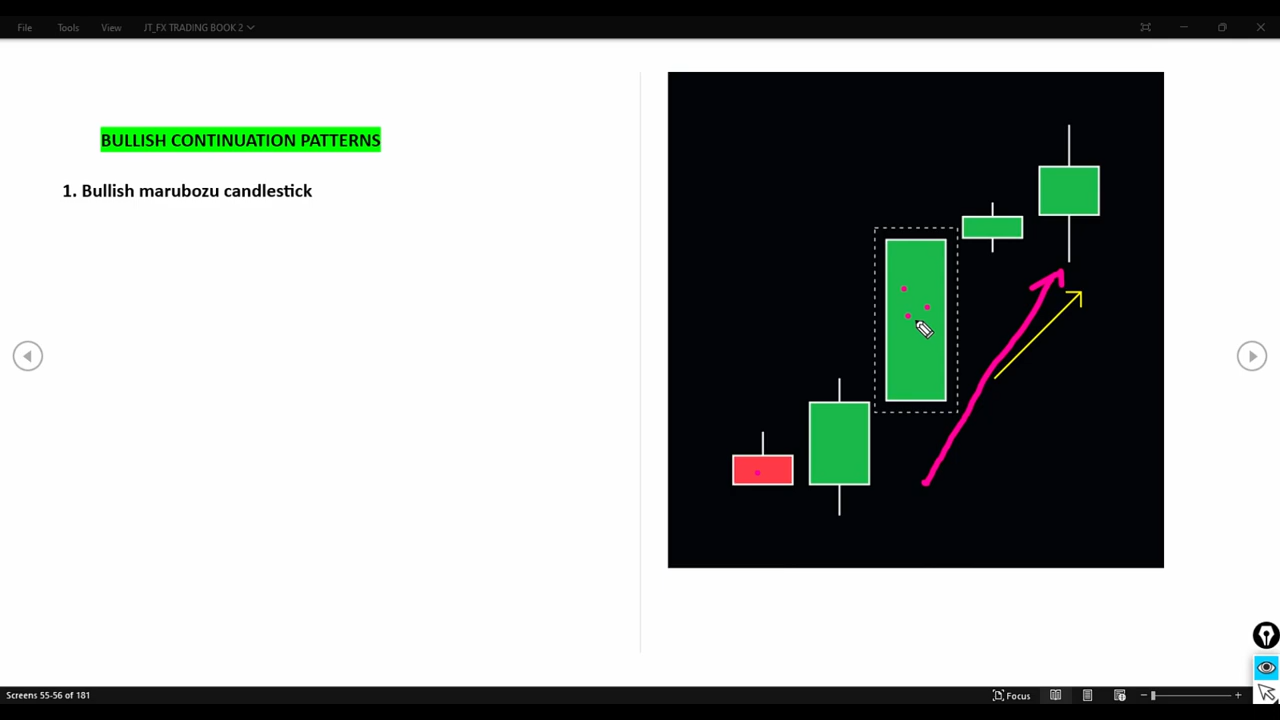 File Tools View JT_FX TRADING BOOK 2
BULLISH CONTINUATION PATTERNS
1. Bullish marubozu candlestick
Screens 55-56 of 181
Focus